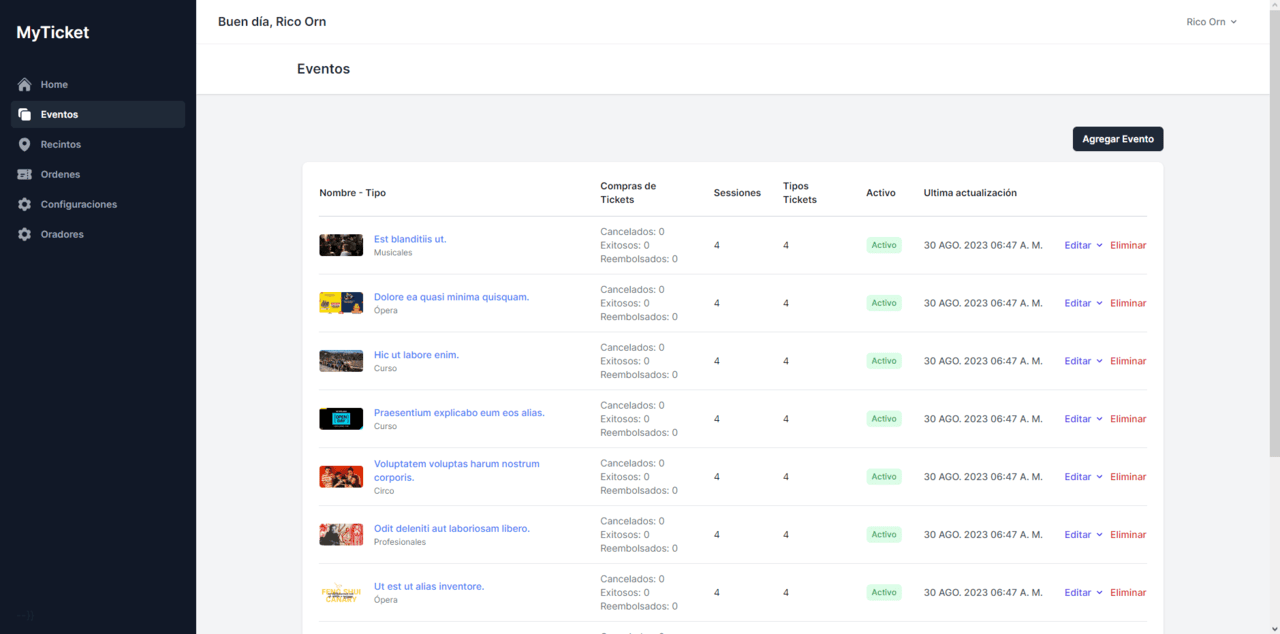 MyTicket
Buen día, Rico Orn
Rico Orn
Home
Eventos
Recintos
Ordenes
Configuraciones
Oradores
Eventos
Agregar Evento
Nombre - Tipo
Compras de
Tickets
Sessiones
Tipos
Tickets
Activo
Ultima actualización
Est blanditiis ut.
Musicales
Cancelados: 0
Exitosos: 0
Reembolsados: 0
4
4
Activo
30 AGO. 2023 06:47 A. M.
Editar
Eliminar
Dolore ea quasi minima quisquam.
Ópera
Cancelados: 0
Exitosos: 0
Reembolsados: 0
4
4
Activo
30 AGO. 2023 06:47 A. M.
Editar
Eliminar
Hic ut labore enim.
Curso
Cancelados: 0
Exitosos: 0
Reembolsados: 0
4
4
Activo
30 AGO. 2023 06:47 A. M.
Editar
Eliminar
Praesentium explicabo eum eos alias.
Curso
Cancelados: 0
Exitosos: 0
Reembolsados: 0
4
4
Activo
30 AGO. 2023 06:47 A. M.
Editar
Eliminar
Voluptatem voluptas harum nostrum
corporis.
Circo
Cancelados: 0
Exitosos: 0
Reembolsados: 0
4
4
Activo
30 AGO. 2023 06:47 A. M.
Editar
Eliminar
Odit deleniti aut laboriosam libero.
Profesionales
Cancelados: 0
Exitosos: 0
Reembolsados: 0
4
4
Activo
30 AGO. 2023 06:47 A. M.
Editar
Eliminar
Ut est ut alias inventore.
Ópera
Cancelados: 0
Exitosos: 0
Reembolsados: 0
4
4
Activo
30 AGO. 2023 06:47 A. M.
Editar
Eliminar